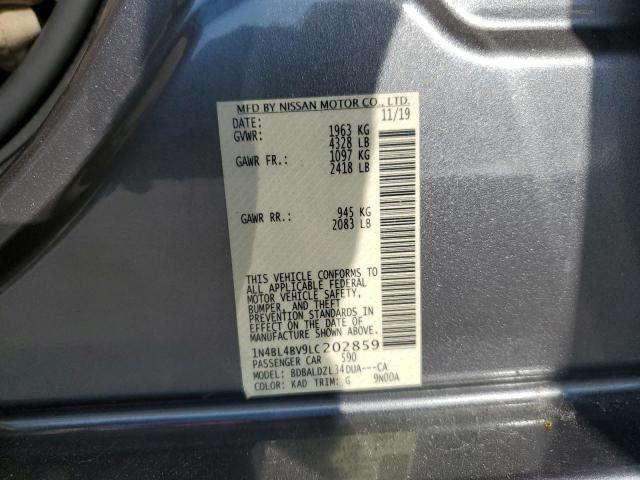 MFD BY NISSAN MOTOR CO., LTD.
DATE: 11/19
GVWR: 1963 KG
4328 LB
GAWR FR.: 1097 KG
2418 LB
GAWR RR.: 945 KG
2083 LB
THIS VEHICLE CONFORMS TO
ALL APPLICABLE FEDERAL
MOTOR VEHICLE SAFETY,
BUMPER, AND THEFT
PREVENTION STANDARDS IN
EFFECT ON THE DATE OF
MANUFACTURE SHOWN ABOVE.
1N4BL4BV9LC202859
PASSENGER CAR 590
MODEL: BDBALDZL34DUA---CA
COLOR: KAD TRIM: G 9N00A